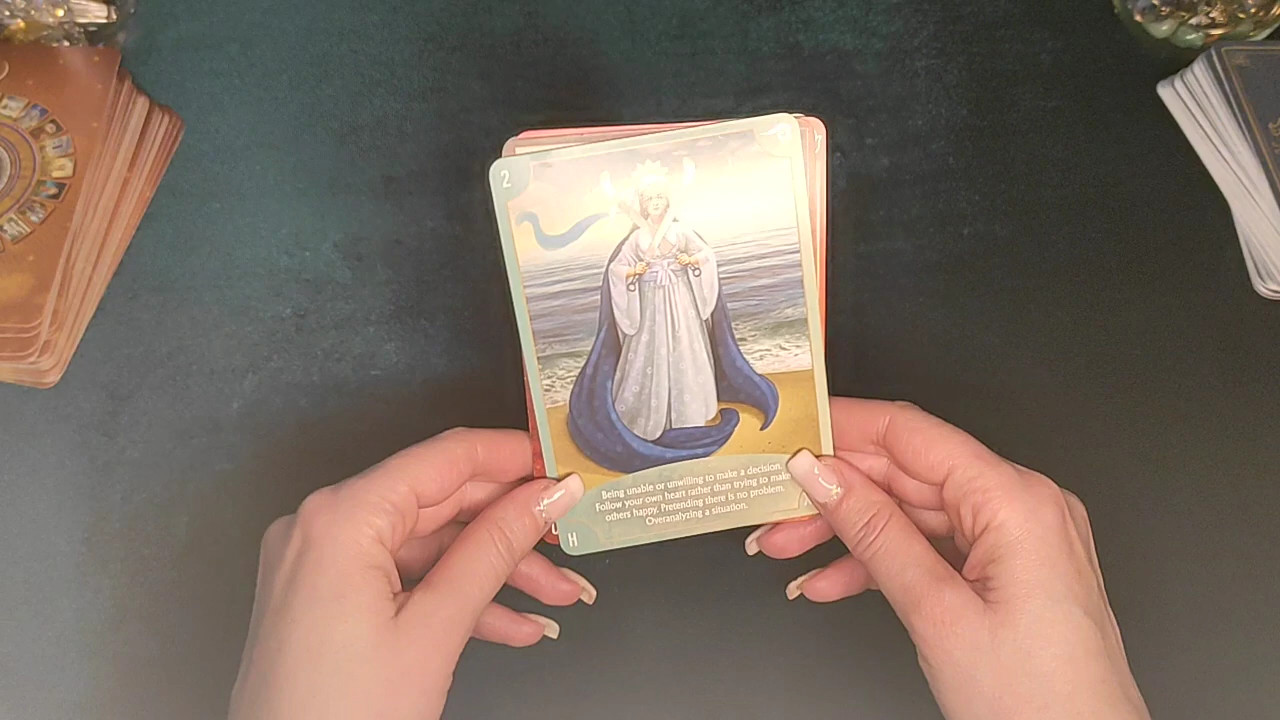 2
Being unable or unwilling to make a decision.
Follow your own heart rather than trying to make
others happy. Pretending there is no problem.
Overanalyzing a situation.
H